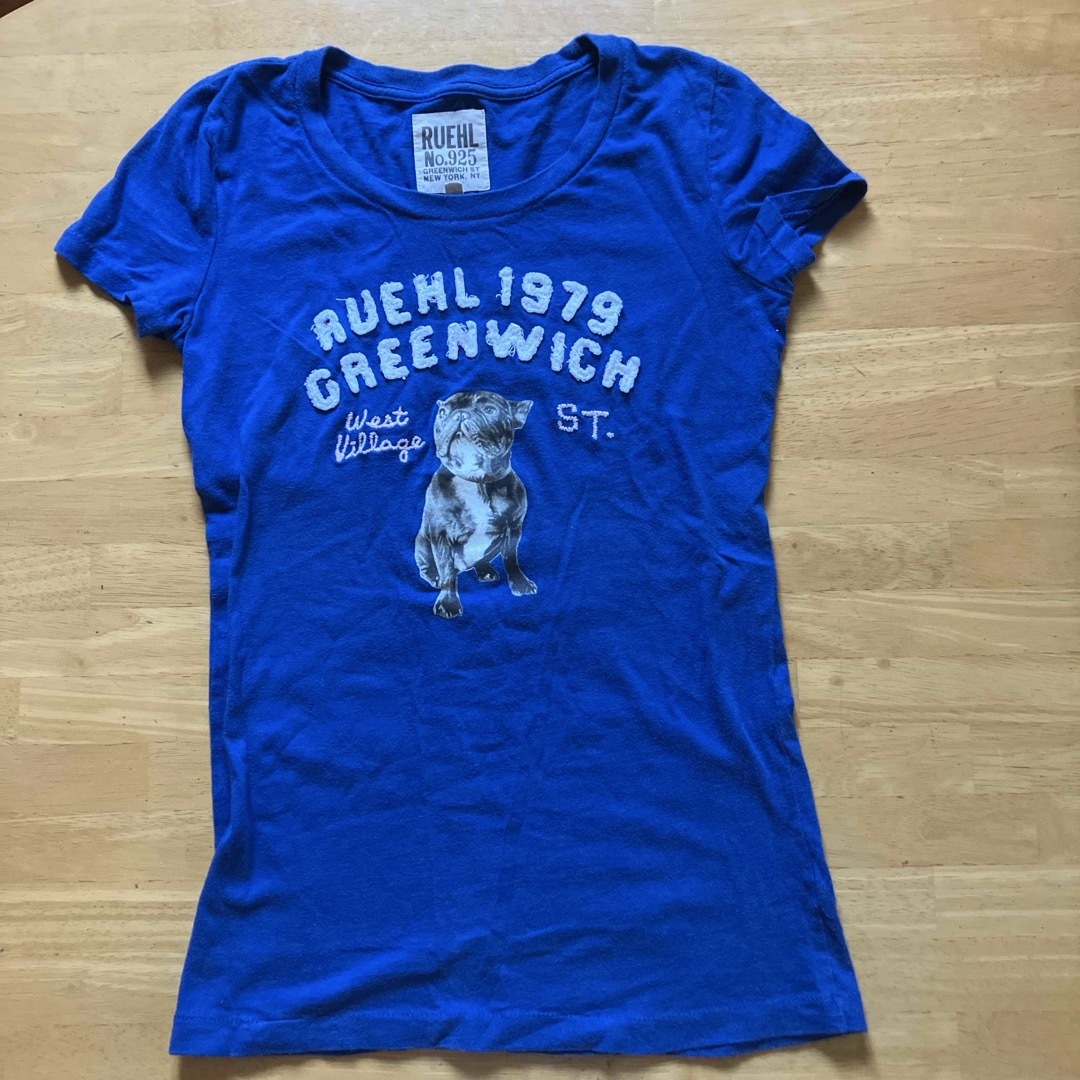 RUEHL
No.925
GREENWICH ST
NEW YORK, NY
RUEHL 1979
GREENWICH
West
Village
ST.